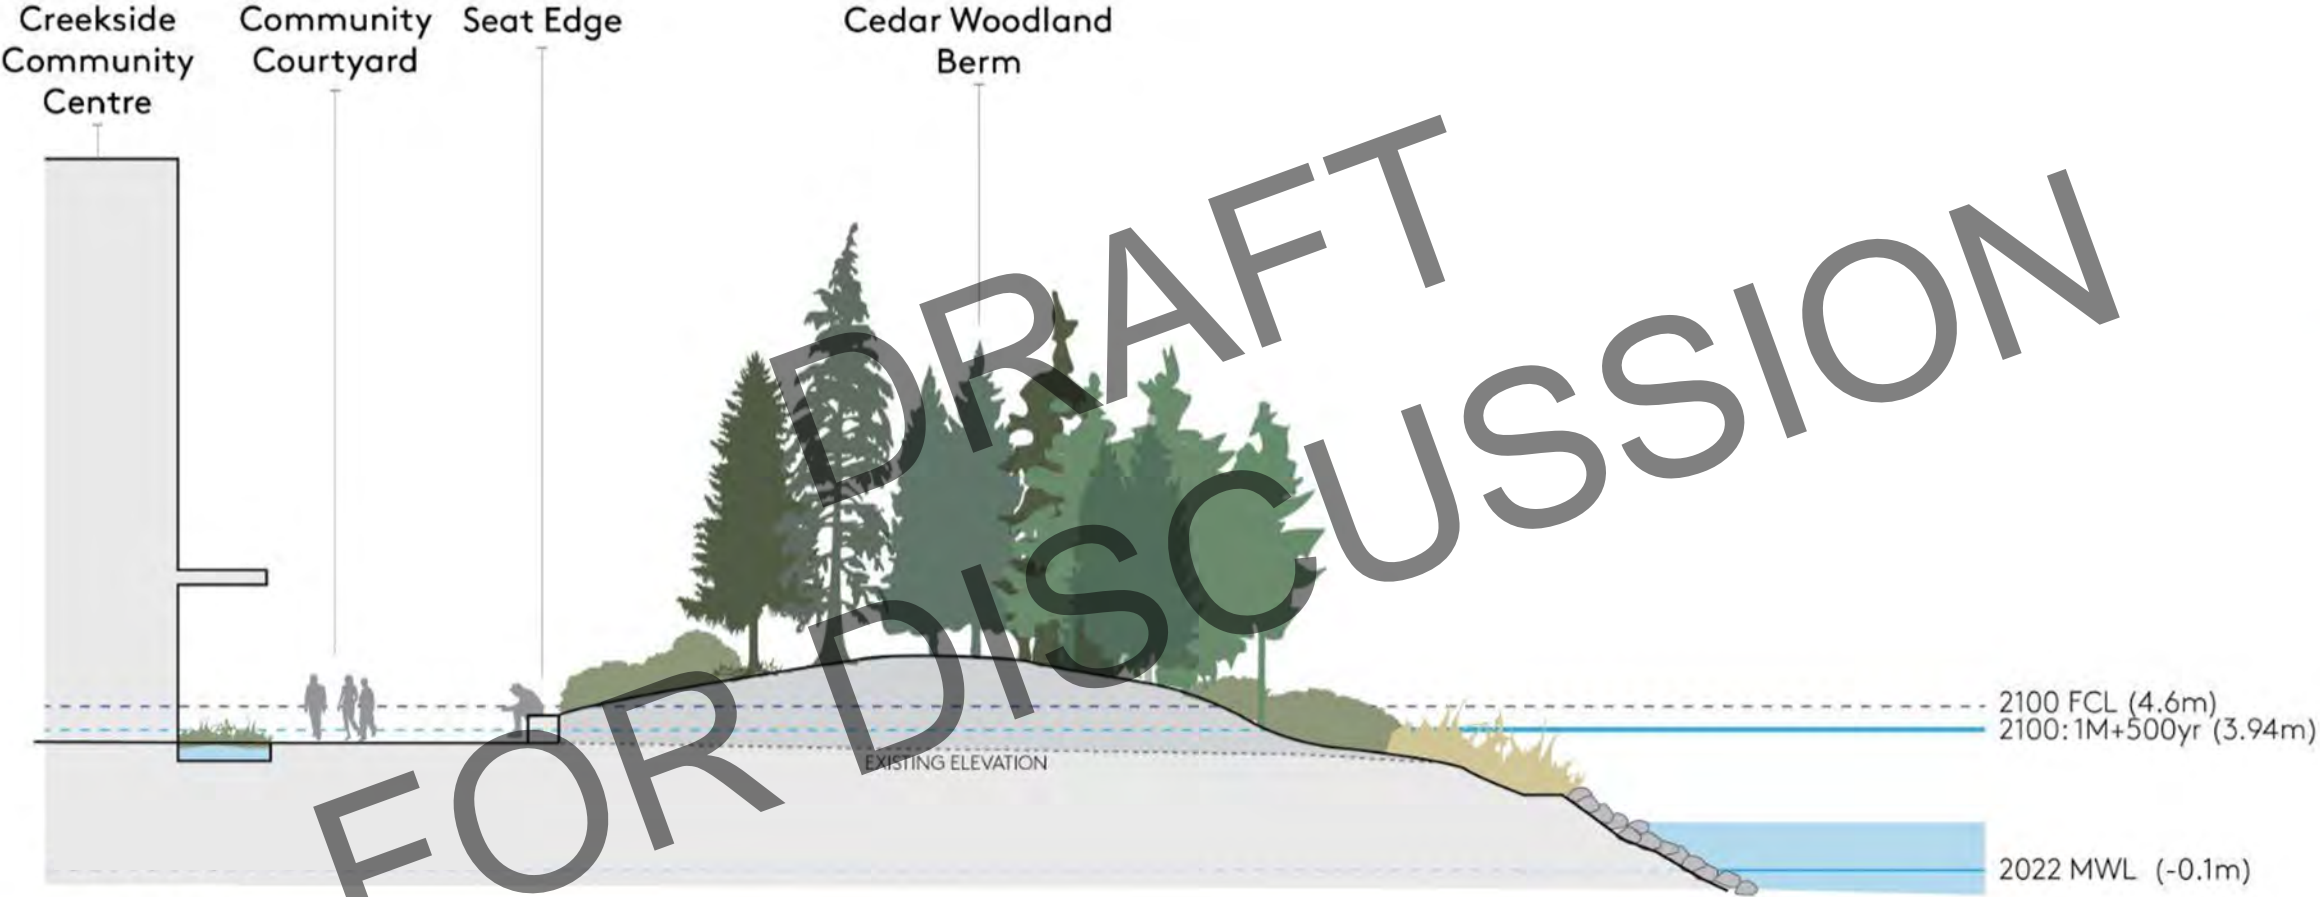 Creekside
Community
Centre
Community
Courtyard
Seat Edge
Cedar Woodland
Berm
DRAFT
FOR DISCUSSION
2100 FCL (4.6m)
2100: 1M+500yr (3.94m)
EXISTING ELEVATION
2022 MWL (-0.1m)